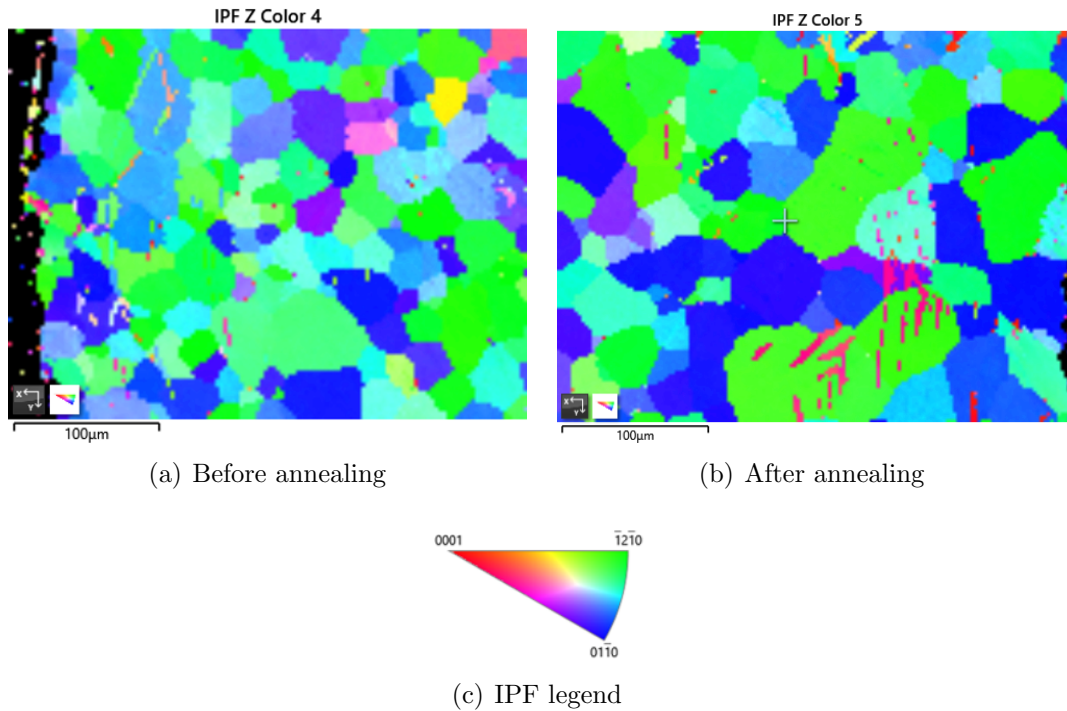 IPF Z Color 4
IPF Z Color 5
X
Y
100μm
X
Y
100μm
(a) Before annealing
(b) After annealing
0001
1̅21̅0
011̅0
(c) IPF legend